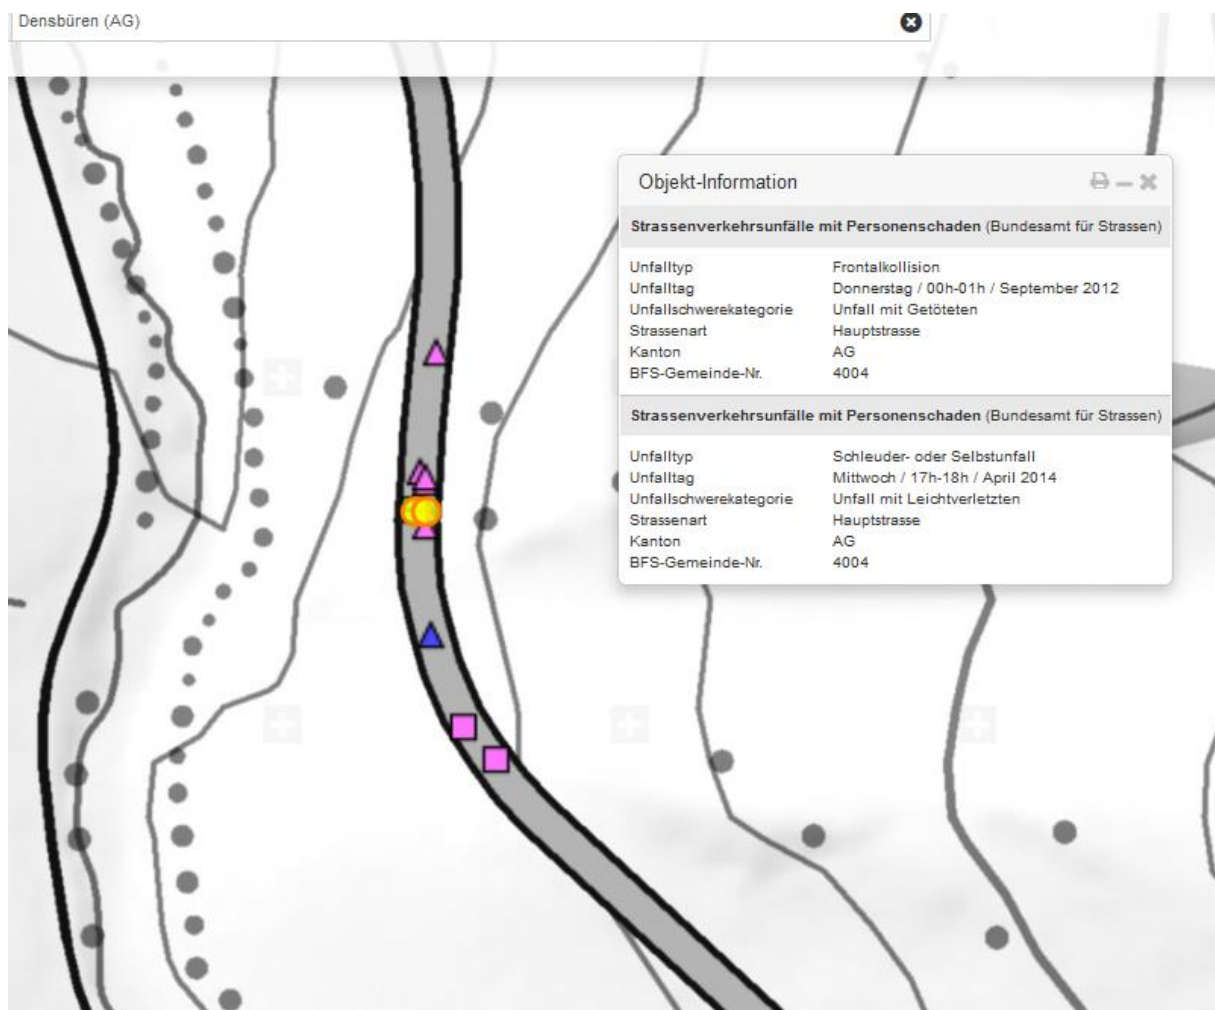 Densbüren (AG)
Objekt-Information
Strassenverkehrsunfälle mit Personenschaden (Bundesamt für Strassen)
Unfalltyp Frontalkollision
Unfalltag Donnerstag / 00h-01h / September 2012
Unfallschwerekategorie Unfall mit Getöteten
Strassenart Hauptstrasse
Kanton AG
BFS-Gemeinde-Nr. 4004
Strassenverkehrsunfälle mit Personenschaden (Bundesamt für Strassen)
Unfalltyp Schleuder- oder Selbstunfall
Unfalltag Mittwoch / 17h-18h / April 2014
Unfallschwerekategorie Unfall mit Leichtverletzten
Strassenart Hauptstrasse
Kanton AG
BFS-Gemeinde-Nr. 4004